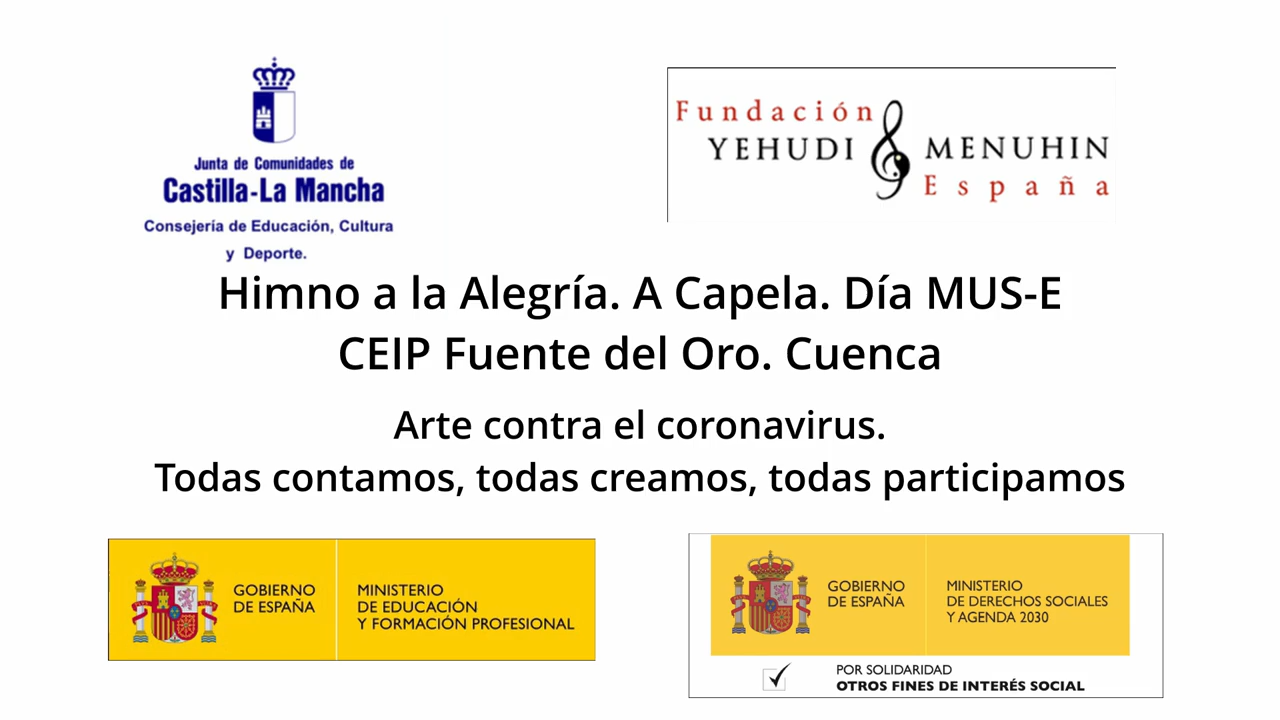 Junta de Comunidades de
Castilla-La Mancha
Consejería de Educación, Cultura
y Deporte.
Fundación
YEHUDI MENUHIN
España
Himno a la Alegría. A Capela. Día MUS-E
CEIP Fuente del Oro. Cuenca
Arte contra el coronavirus.
Todas contamos, todas creamos, todas participamos
GOBIERNO
DE ESPAÑA
MINISTERIO
DE EDUCACIÓN
Y FORMACIÓN PROFESIONAL
GOBIERNO
DE ESPAÑA
MINISTERIO
DE DERECHOS SOCIALES
Y AGENDA 2030
POR SOLIDARIDAD
OTROS FINES DE INTERÉS SOCIAL